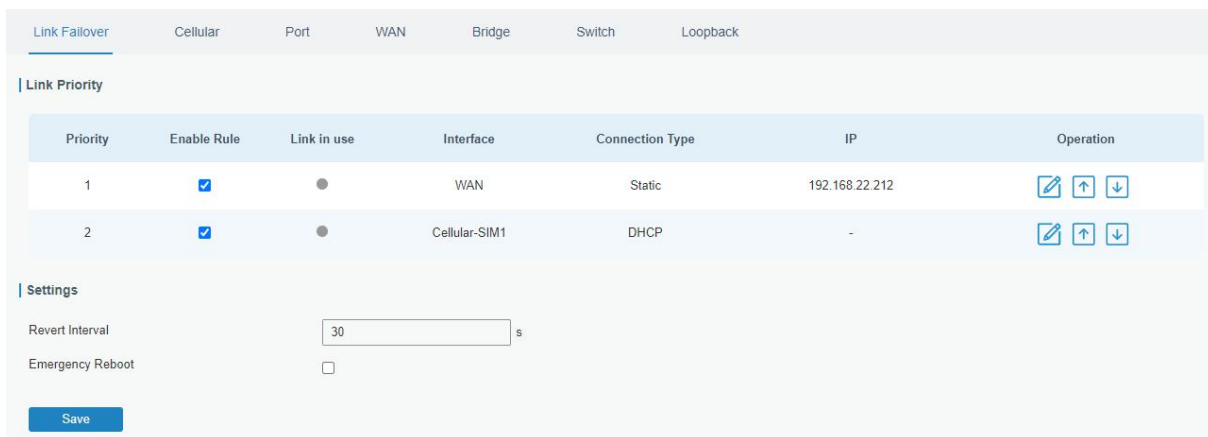 Link Failover Cellular Port WAN Bridge Switch Loopback
Link Priority
Priority Enable Rule Link in use Interface Connection Type IP Operation
1 WAN Static 192.168.22.212
2 Cellular-SIM1 DHCP -
Settings
Revert Interval 30 s
Emergency Reboot
Save